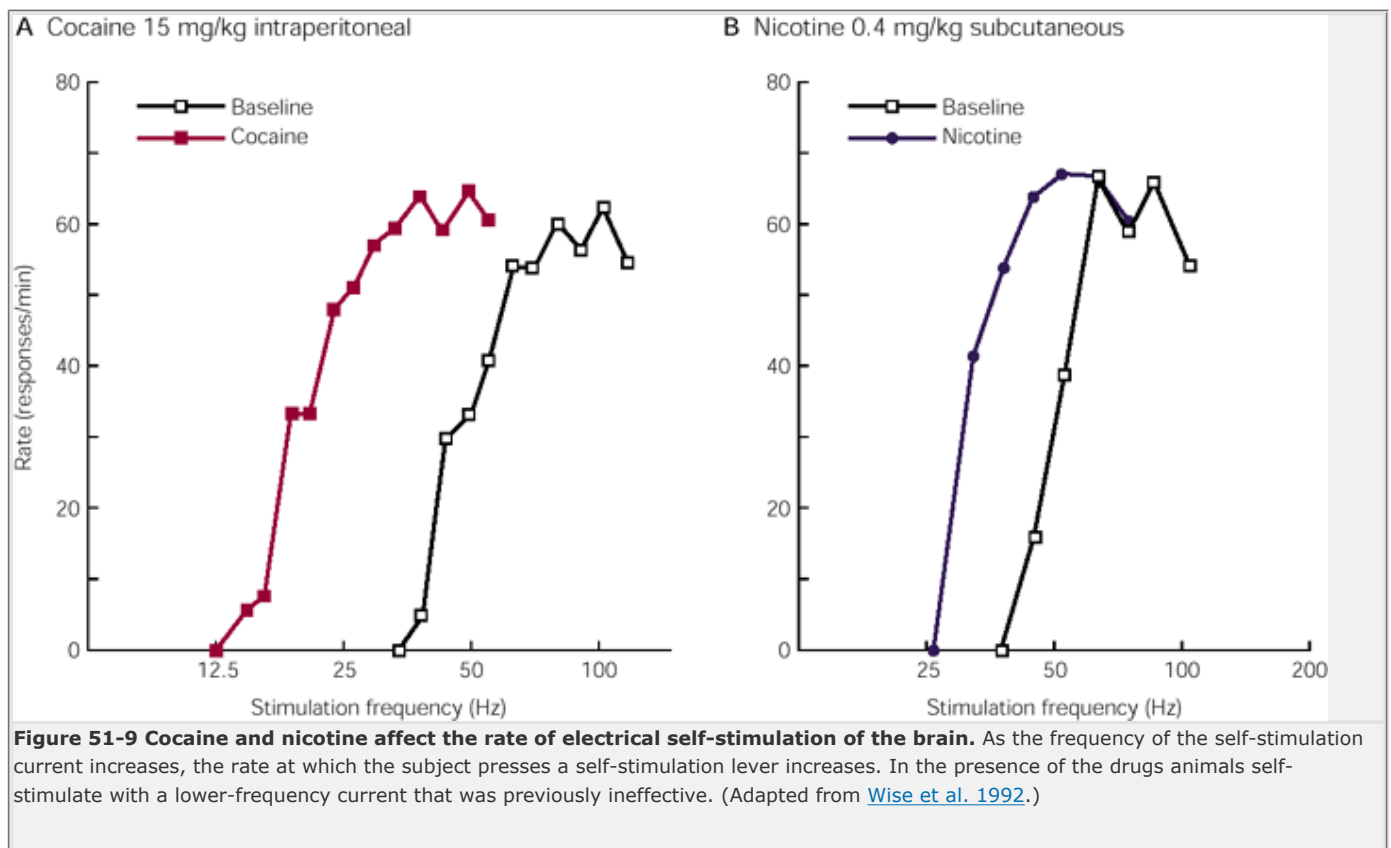 A Cocaine 15 mg/kg intraperitoneal
80
60
40
20
0
Rate (responses/min)
Baseline
Cocaine
12.5 25 50 100
Stimulation frequency (Hz)
B Nicotine 0.4 mg/kg subcutaneous
80
60
40
20
0
Baseline
Nicotine
25 50 100 200
Stimulation frequency (Hz)
Figure 51-9 Cocaine and nicotine affect the rate of electrical self-stimulation of the brain. As the frequency of the self-stimulation
current increases, the rate at which the subject presses a self-stimulation lever increases. In the presence of the drugs animals self-
stimulate with a lower-frequency current that was previously ineffective. (Adapted from Wise et al. 1992.)